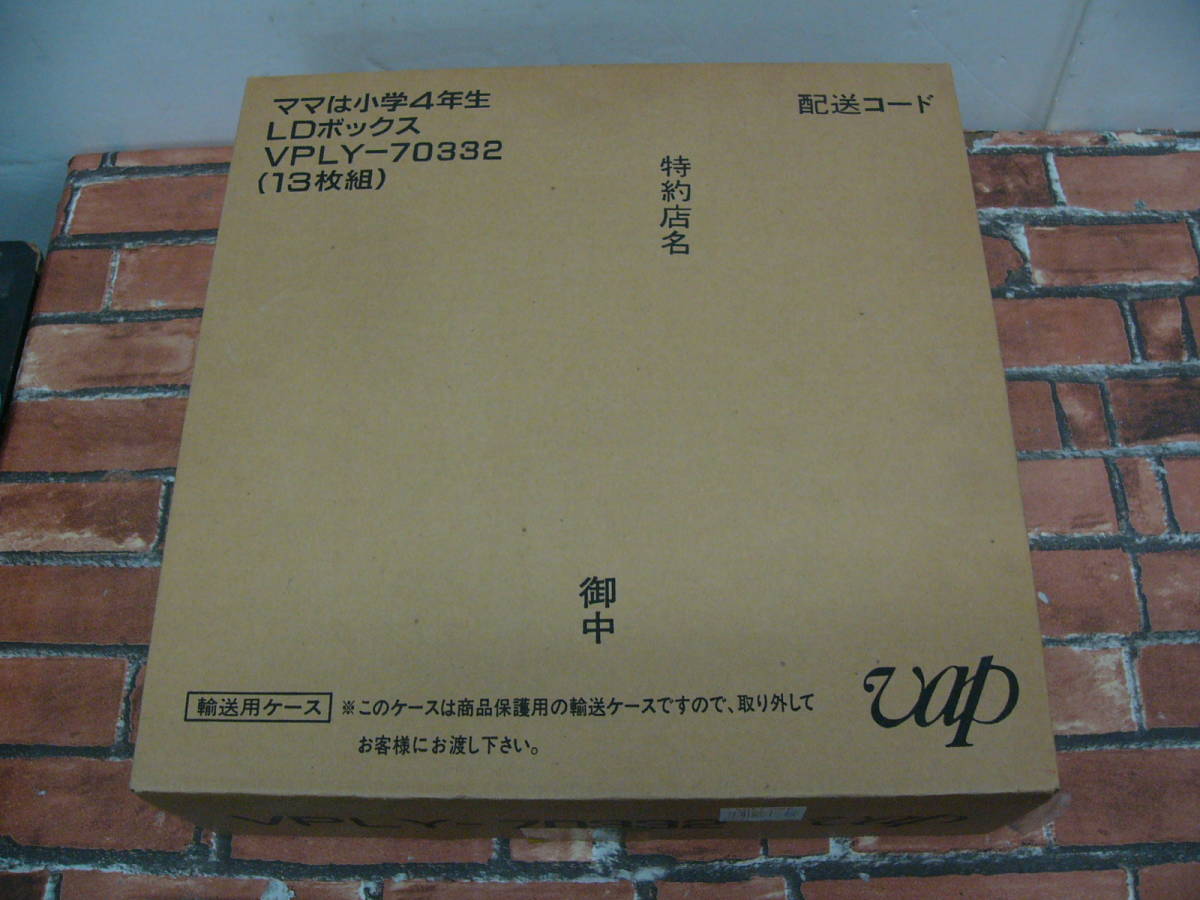 ママは小学4年生
LDボックス
VPLY-70332
(13枚組)
配送コード
特約店名
御中
輸送用ケース
※このケースは商品保護用の輸送ケースですので、取り外して
お客様にお渡し下さい。
vap
VPLY-70332